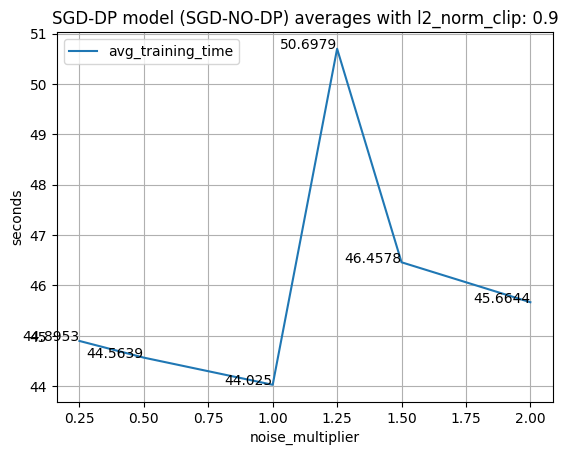 SGD-DP model (SGD-NO-DP) averages with l2_norm_clip: 0.9
avg_training_time
51
50
49
48
47
46
45
44
seconds
50.6979
46.4578
45.6644
44.8953
44.5639
44.025
0.25 0.50 0.75 1.00 1.25 1.50 1.75 2.00
noise_multiplier